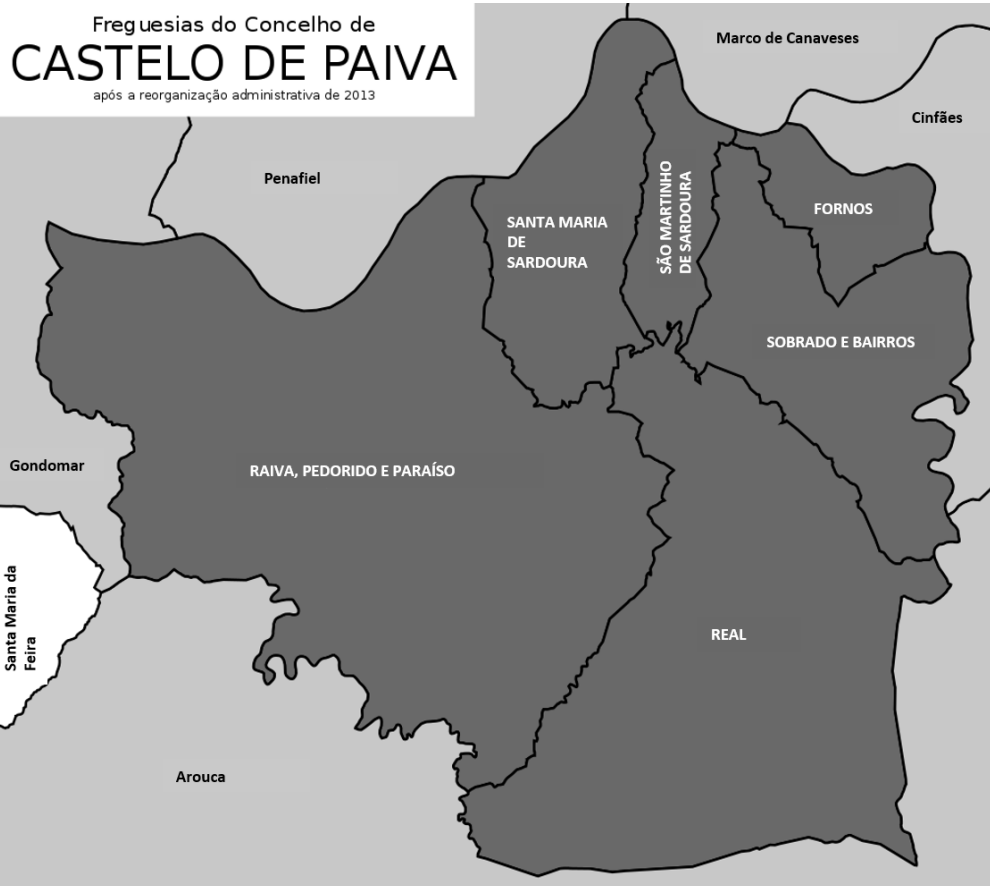 Freguesias do Concelho de
CASTELO DE PAIVA
após a reorganização administrativa de 2013
Marco de Canaveses
Cinfães
Penafiel
SANTA MARIA
DE
SARDOURA
SÃO MARTINHO
DE SARDOURA
FORNOS
SOBRADO E BAIRROS
Gondomar
RAIVA, PEDORIDO E PARAÍSO
Santa Maria da
Feira
REAL
Arouca